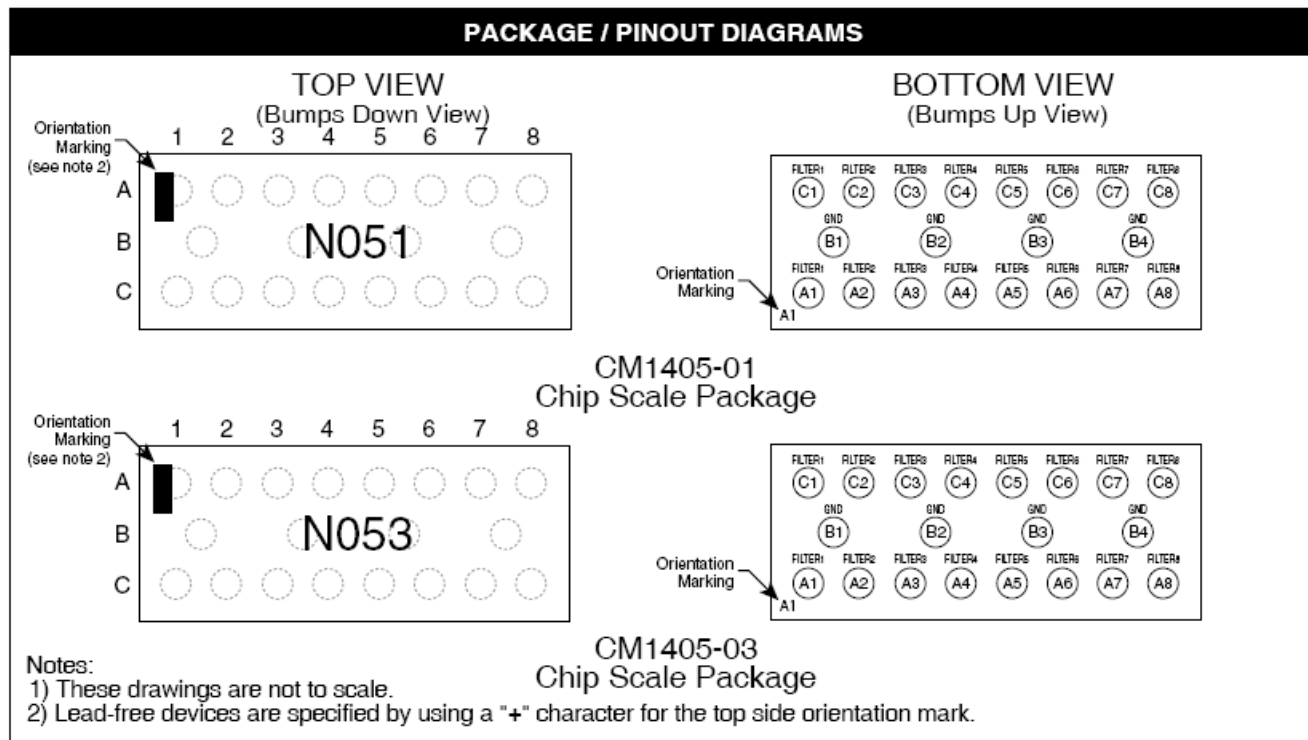 PACKAGE / PINOUT DIAGRAMS
TOP VIEW
(Bumps Down View)
Orientation
Marking
(see note 2)
1 2 3 4 5 6 7 8
A
B
C
N051
BOTTOM VIEW
(Bumps Up View)
FILTER1 FILTER2 FILTER3 FILTER4 FILTER5 FILTER6 FILTER7 FILTER8
C1 C2 C3 C4 C5 C6 C7 C8
GND GND GND GND
B1 B2 B3 B4
FILTER1 FILTER2 FILTER3 FILTER4 FILTER5 FILTER6 FILTER7 FILTER8
A1 A2 A3 A4 A5 A6 A7 A8
Orientation
Marking
A1
CM1405-01
Chip Scale Package
Orientation
Marking
(see note 2)
1 2 3 4 5 6 7 8
A
B
C
N053
FILTER1 FILTER2 FILTER3 FILTER4 FILTER5 FILTER6 FILTER7 FILTER8
C1 C2 C3 C4 C5 C6 C7 C8
GND GND GND GND
B1 B2 B3 B4
FILTER1 FILTER2 FILTER3 FILTER4 FILTER5 FILTER6 FILTER7 FILTER8
A1 A2 A3 A4 A5 A6 A7 A8
Orientation
Marking
A1
CM1405-03
Chip Scale Package
Notes:
1) These drawings are not to scale.
2) Lead-free devices are specified by using a "+" character for the top side orientation mark.